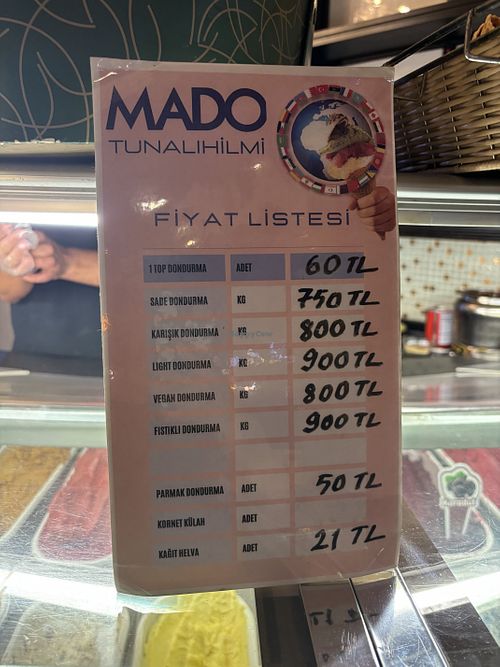 MADO
TUNALIHILMİ
FİYAT LİSTESİ
1 TOP DONDURMA ADET 60 TL
SADE DONDURMA KG 750 TL
KARIŞIK DONDURMA KG 800 TL
LIGHT DONDURMA KG 900 TL
VEGAN DONDURMA KG 800 TL
FISTIKLI DONDURMA KG 900 TL
PARMAK DONDURMA ADET 50 TL
KORNET KÜLAH ADET
KAĞIT HELVA ADET 21 TL